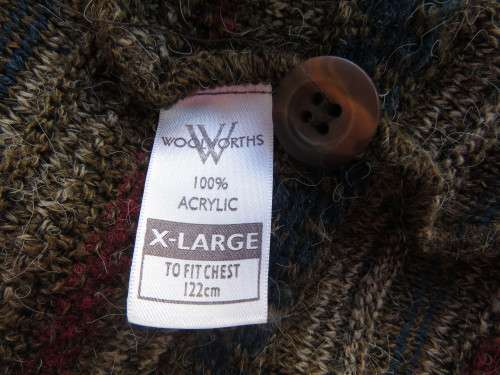 WOOLWORTHS
100%
ACRYLIC
X-LARGE
TO FIT CHEST
122cm